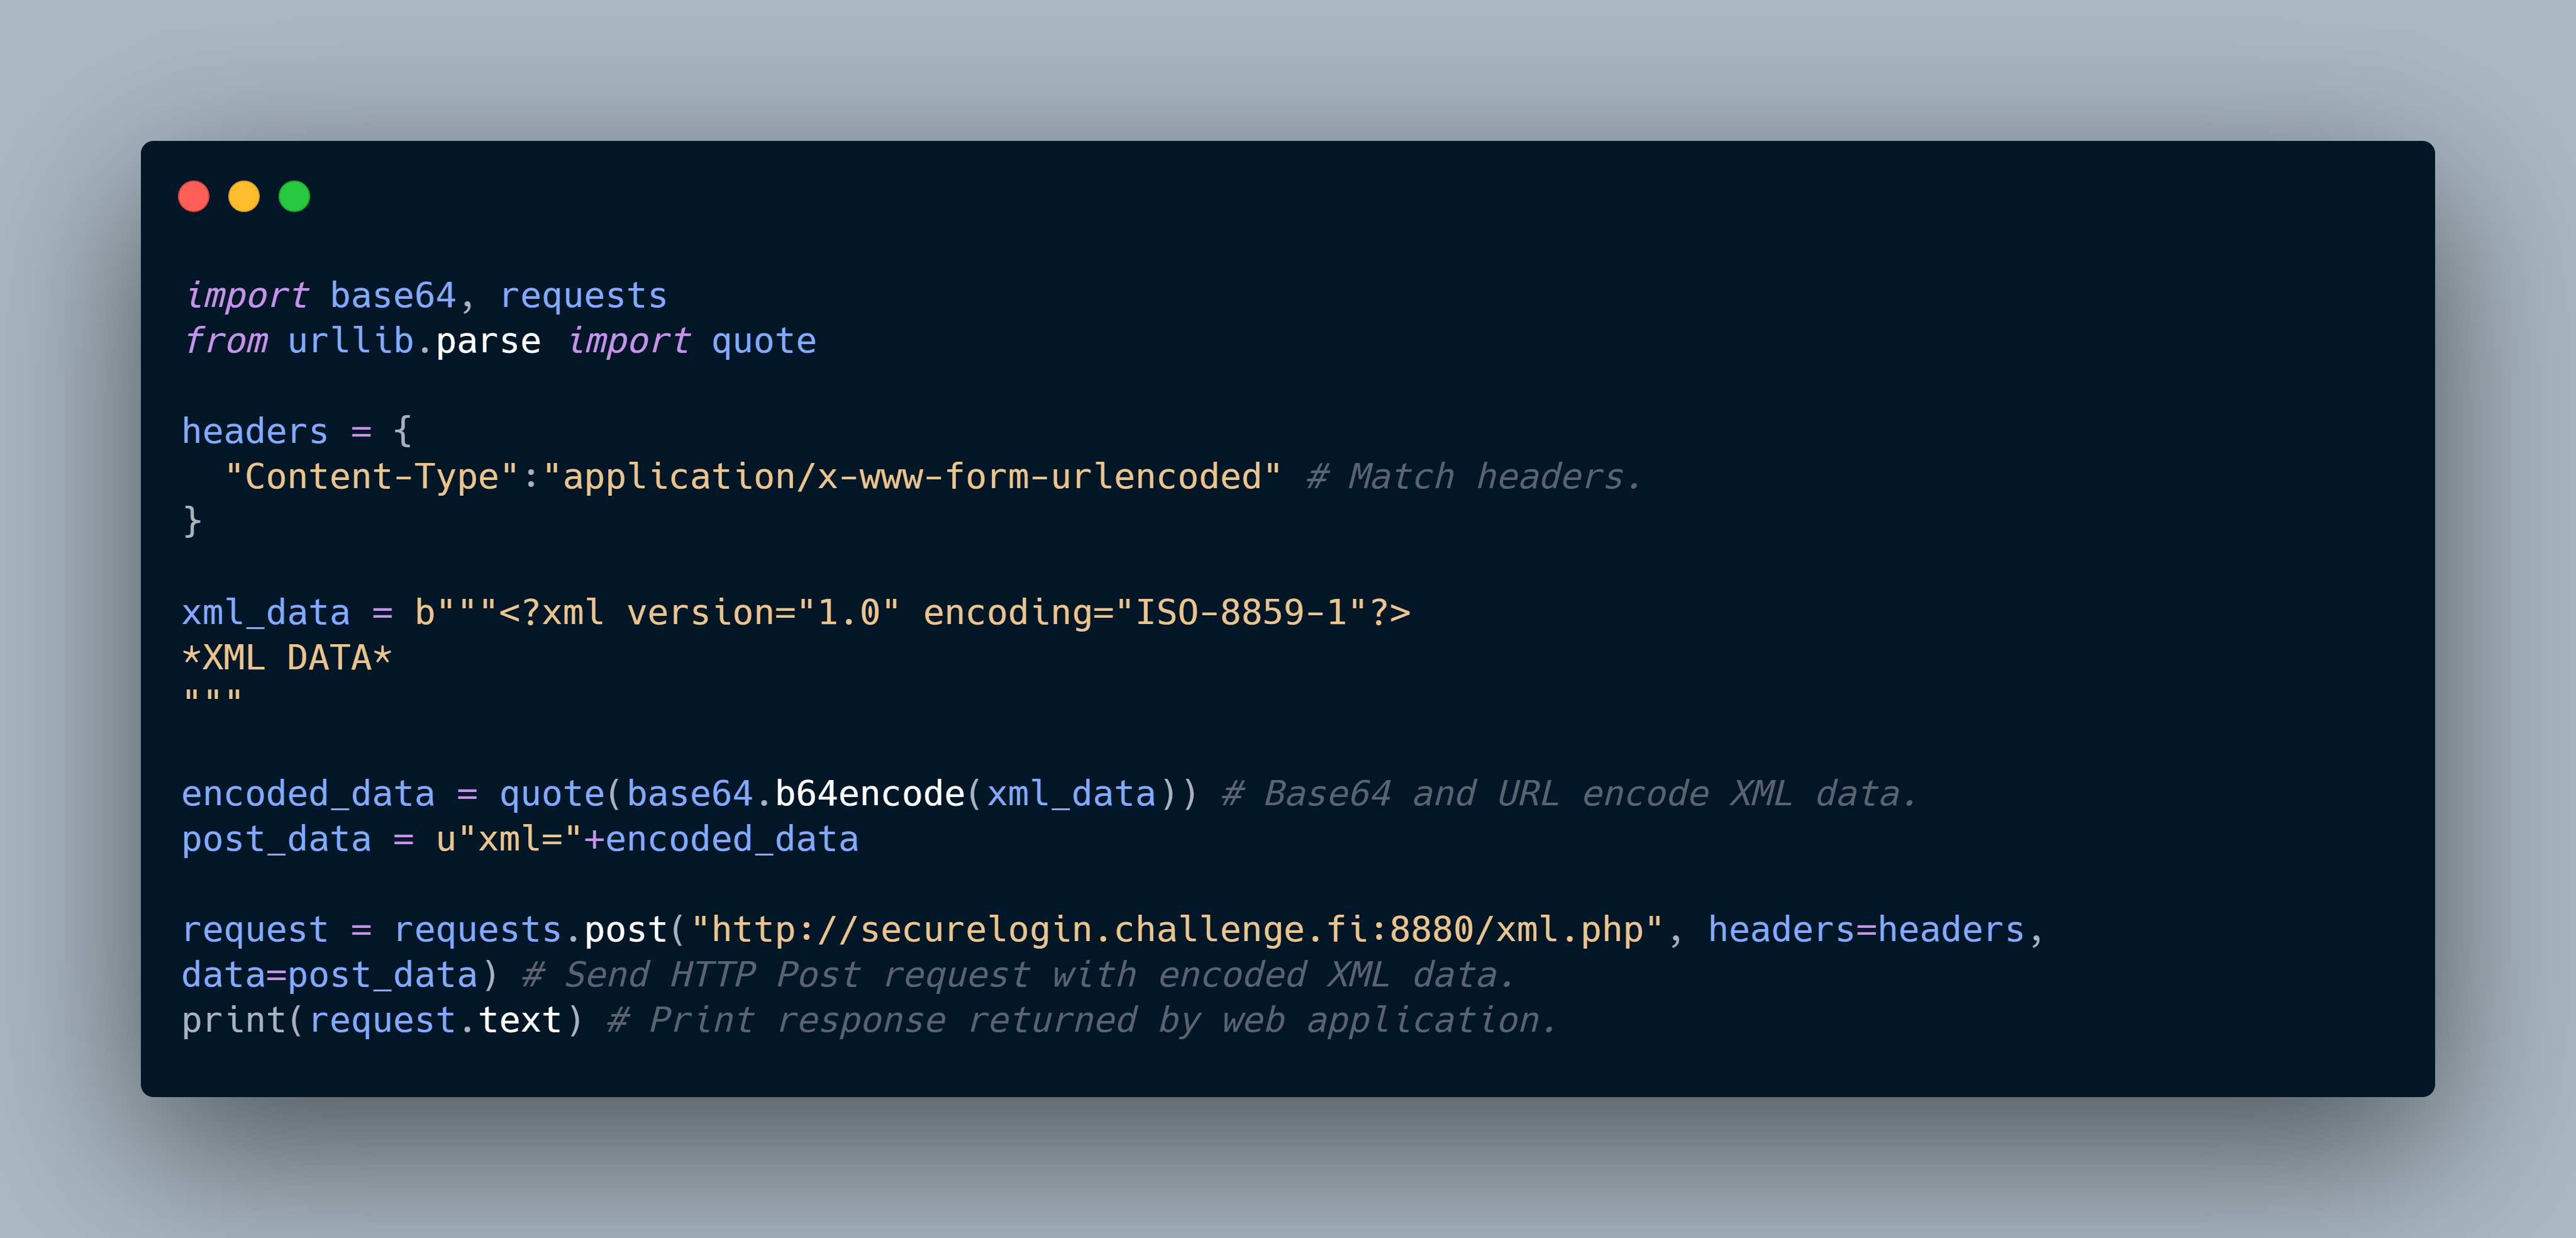 import base64, requests
from urllib.parse import quote
headers = {
  "Content-Type":"application/x-www-form-urlencoded" # Match headers.
}
xml_data = b"""<?xml version="1.0" encoding="ISO-8859-1"?>
*XML DATA*
"""
encoded_data = quote(base64.b64encode(xml_data)) # Base64 and URL encode XML data.
post_data = u"xml="+encoded_data
request = requests.post("http://securelogin.challenge.fi:8880/xml.php", headers=headers,
data=post_data) # Send HTTP Post request with encoded XML data.
print(request.text) # Print response returned by web application.